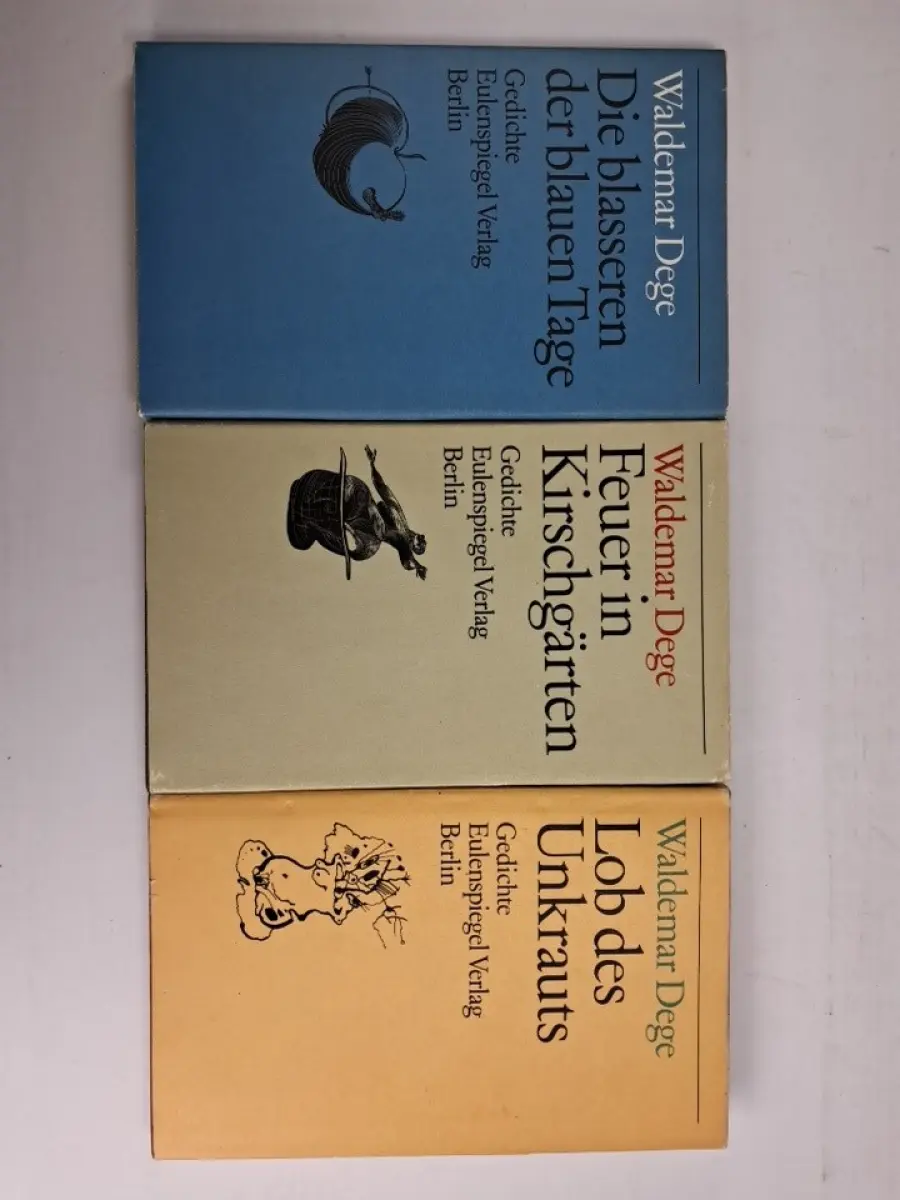 Waldemar Dege
Die blasseren
der blauen Tage
Gedichte
Eulenspiegel Verlag
Berlin
Waldemar Dege
Feuer in
Kirschgärten
Gedichte
Eulenspiegel Verlag
Berlin
Waldemar Dege
Lob des
Unkrauts
Gedichte
Eulenspiegel Verlag
Berlin